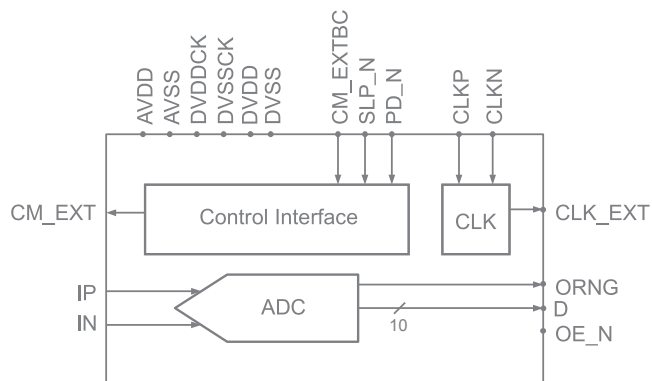 AVDD
AVSS
DVDDCK
DVSSCK
DVDD
DVSS
CM_EXTBC
SLP_N
PD_N
CLKP
CLKN
CM_EXT
Control Interface
CLK
CLK_EXT
IP
IN
ADC
10
ORNG
D
OE_N